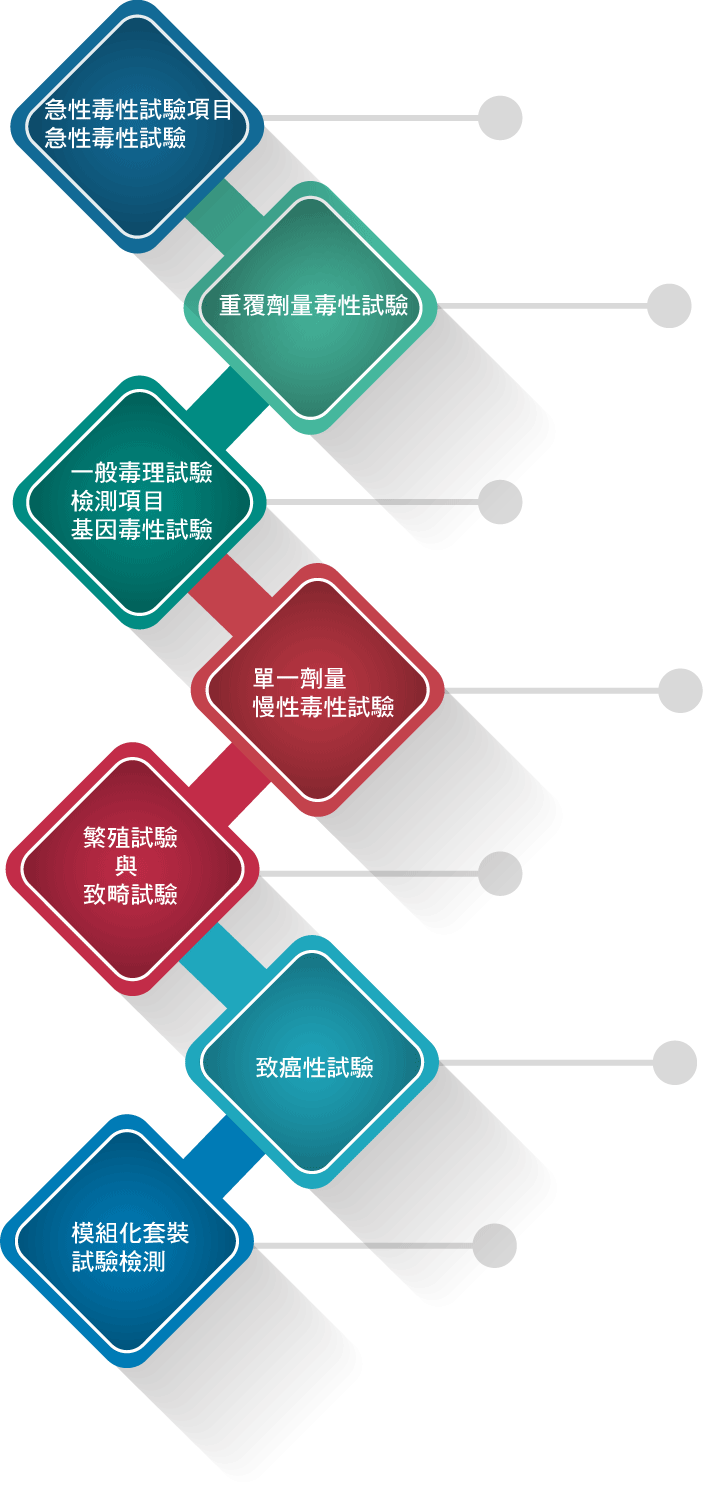 急性毒性試驗項目
急性毒性試驗
重覆劑量毒性試驗
一般毒理試驗
檢測項目
基因毒性試驗
單一劑量
慢性毒性試驗
繁殖試驗
與
致畸試驗
致癌性試驗
模組化套裝
試驗檢測